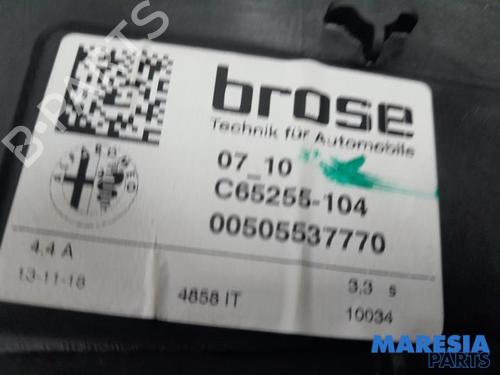 brose
Technik für Automobile
07_10
C65255-104
00505537770
4.4 A
3,3 s
13-11-18
4858 IT
10034
B-PARTS
MARESIA
PARTS